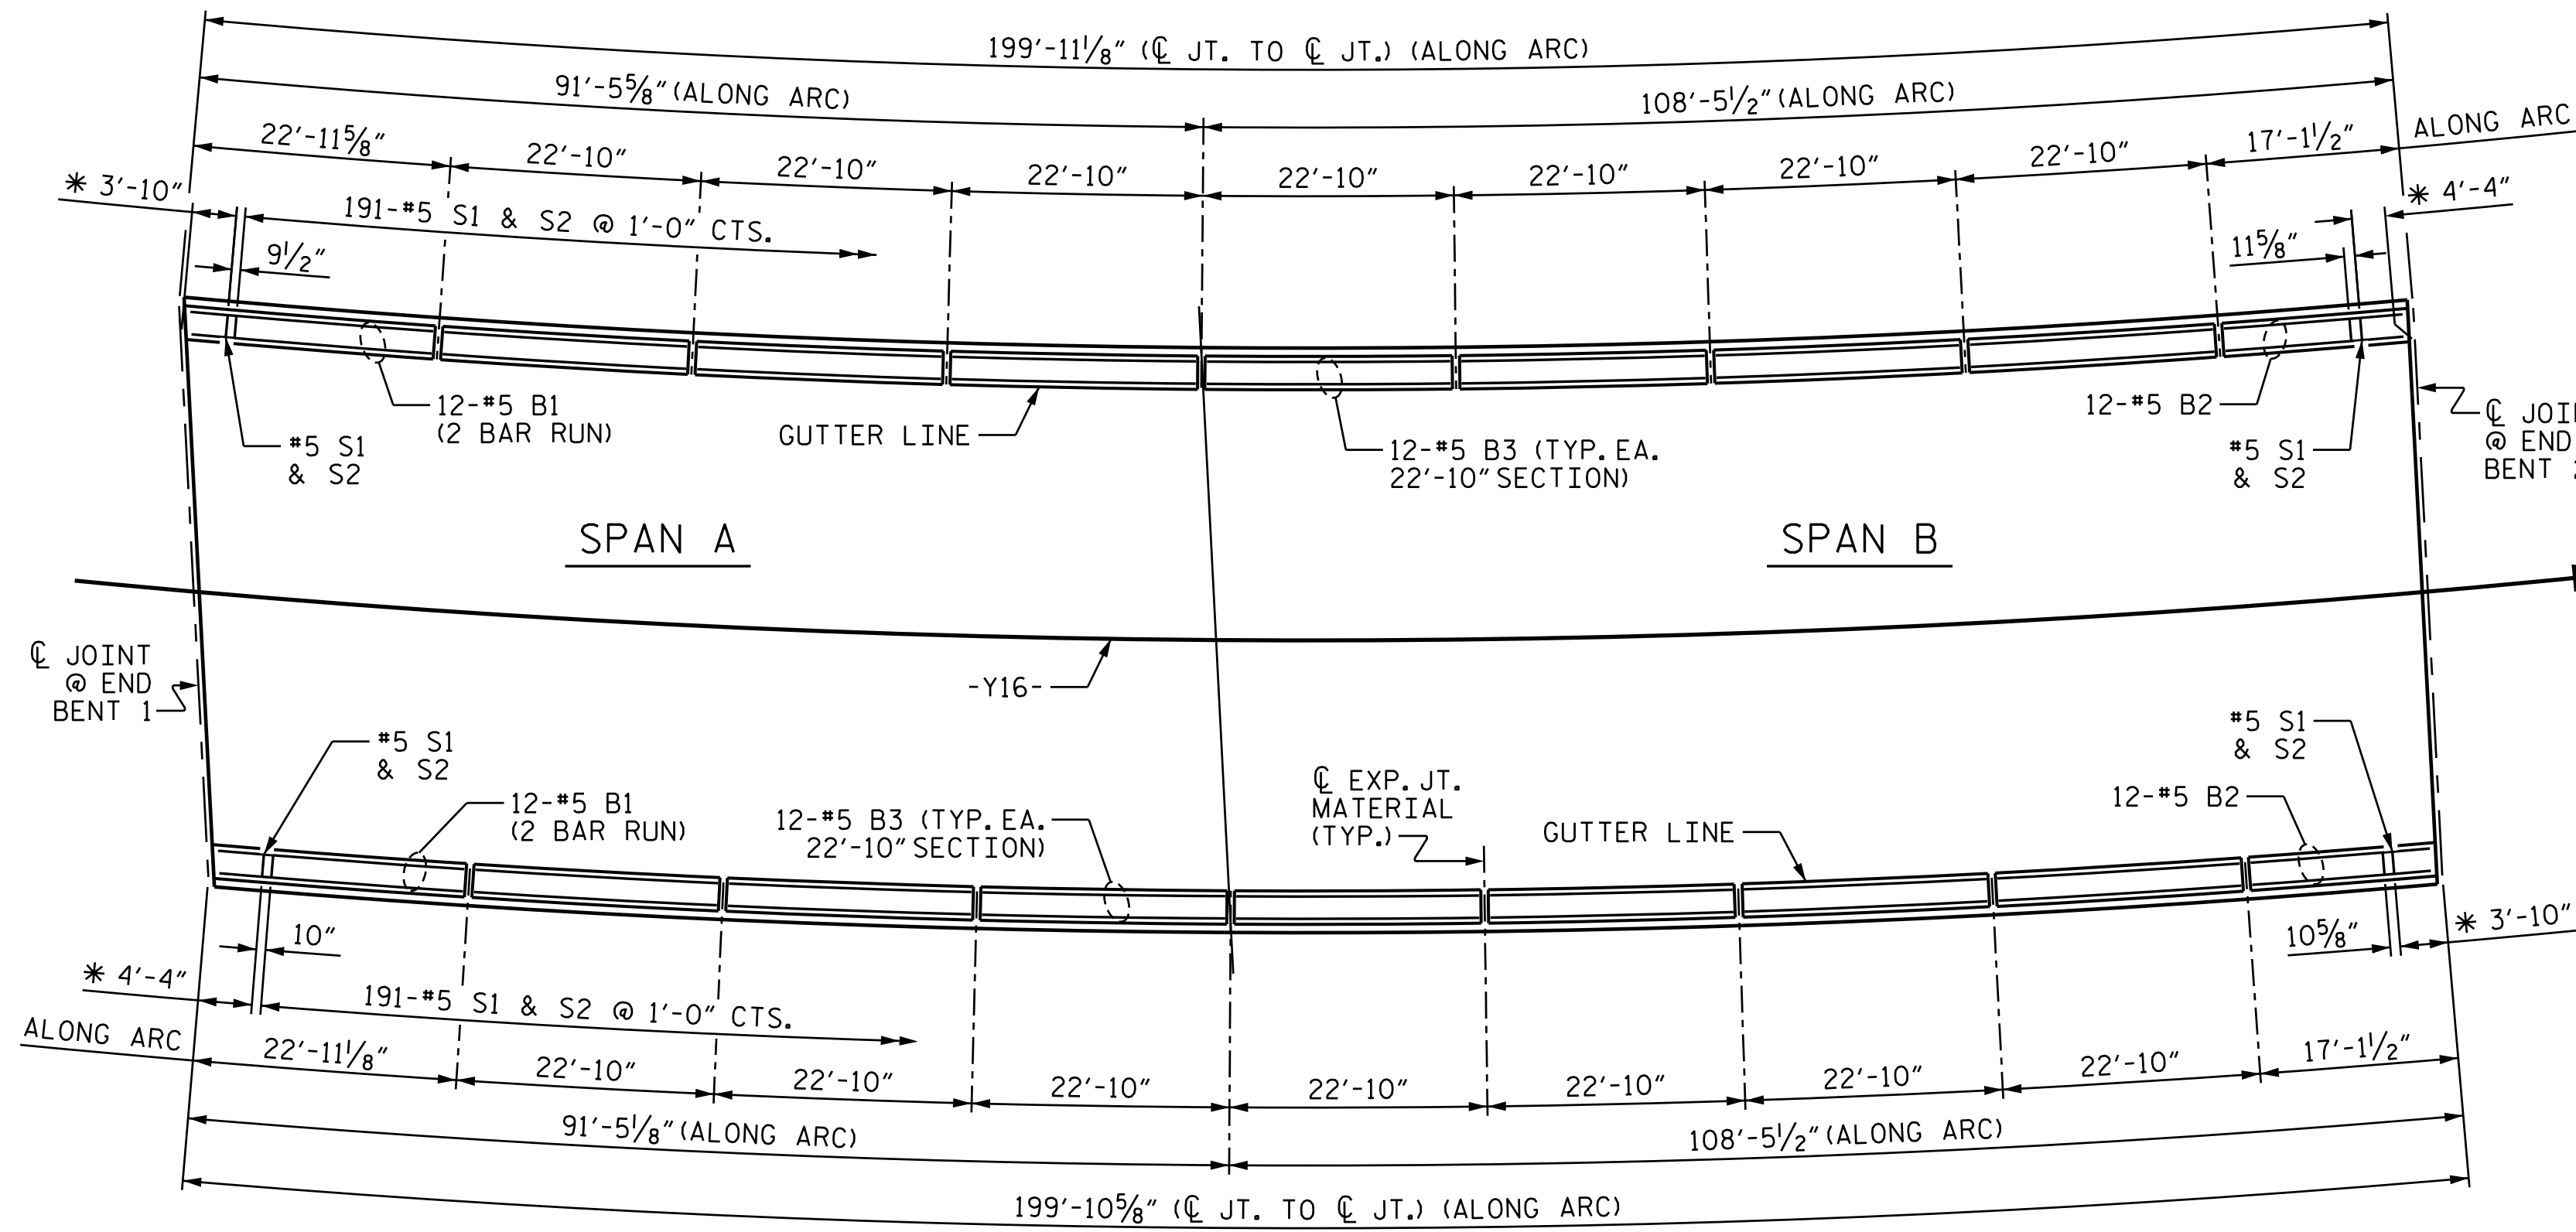 199′-11 1/8″ (℄ JT. TO ℄ JT.) (ALONG ARC)
91′-5 5/8″ (ALONG ARC)
108′-5 1/2″ (ALONG ARC)
22′-11 5/8″
22′-10″
22′-10″
22′-10″
22′-10″
22′-10″
22′-10″
22′-10″
17′-1 1/2″
ALONG ARC
* 3′-10″
191-#5 S1 & S2 @ 1′-0″ CTS.
* 4′-4″
9 1/2″
11 5/8″
12-#5 B1
(2 BAR RUN)
#5 S1
& S2
GUTTER LINE
12-#5 B3 (TYP. EA.
22′-10″ SECTION)
12-#5 B2
#5 S1
& S2
℄ JOI
@ END
BENT
SPAN A
SPAN B
-Y16-
℄ JOINT
@ END
BENT 1
#5 S1
& S2
12-#5 B1
(2 BAR RUN)
12-#5 B3 (TYP. EA.
22′-10″ SECTION)
℄ EXP. JT.
MATERIAL
(TYP.)
GUTTER LINE
12-#5 B2
#5 S1
& S2
10″
10 5/8″
* 3′-10″
* 4′-4″
191-#5 S1 & S2 @ 1′-0″ CTS.
ALONG ARC
22′-11 1/8″
22′-10″
22′-10″
22′-10″
22′-10″
22′-10″
22′-10″
22′-10″
17′-1 1/2″
91′-5 1/8″ (ALONG ARC)
108′-5 1/2″ (ALONG ARC)
199′-10 5/8″ (℄ JT. TO ℄ JT.) (ALONG ARC)